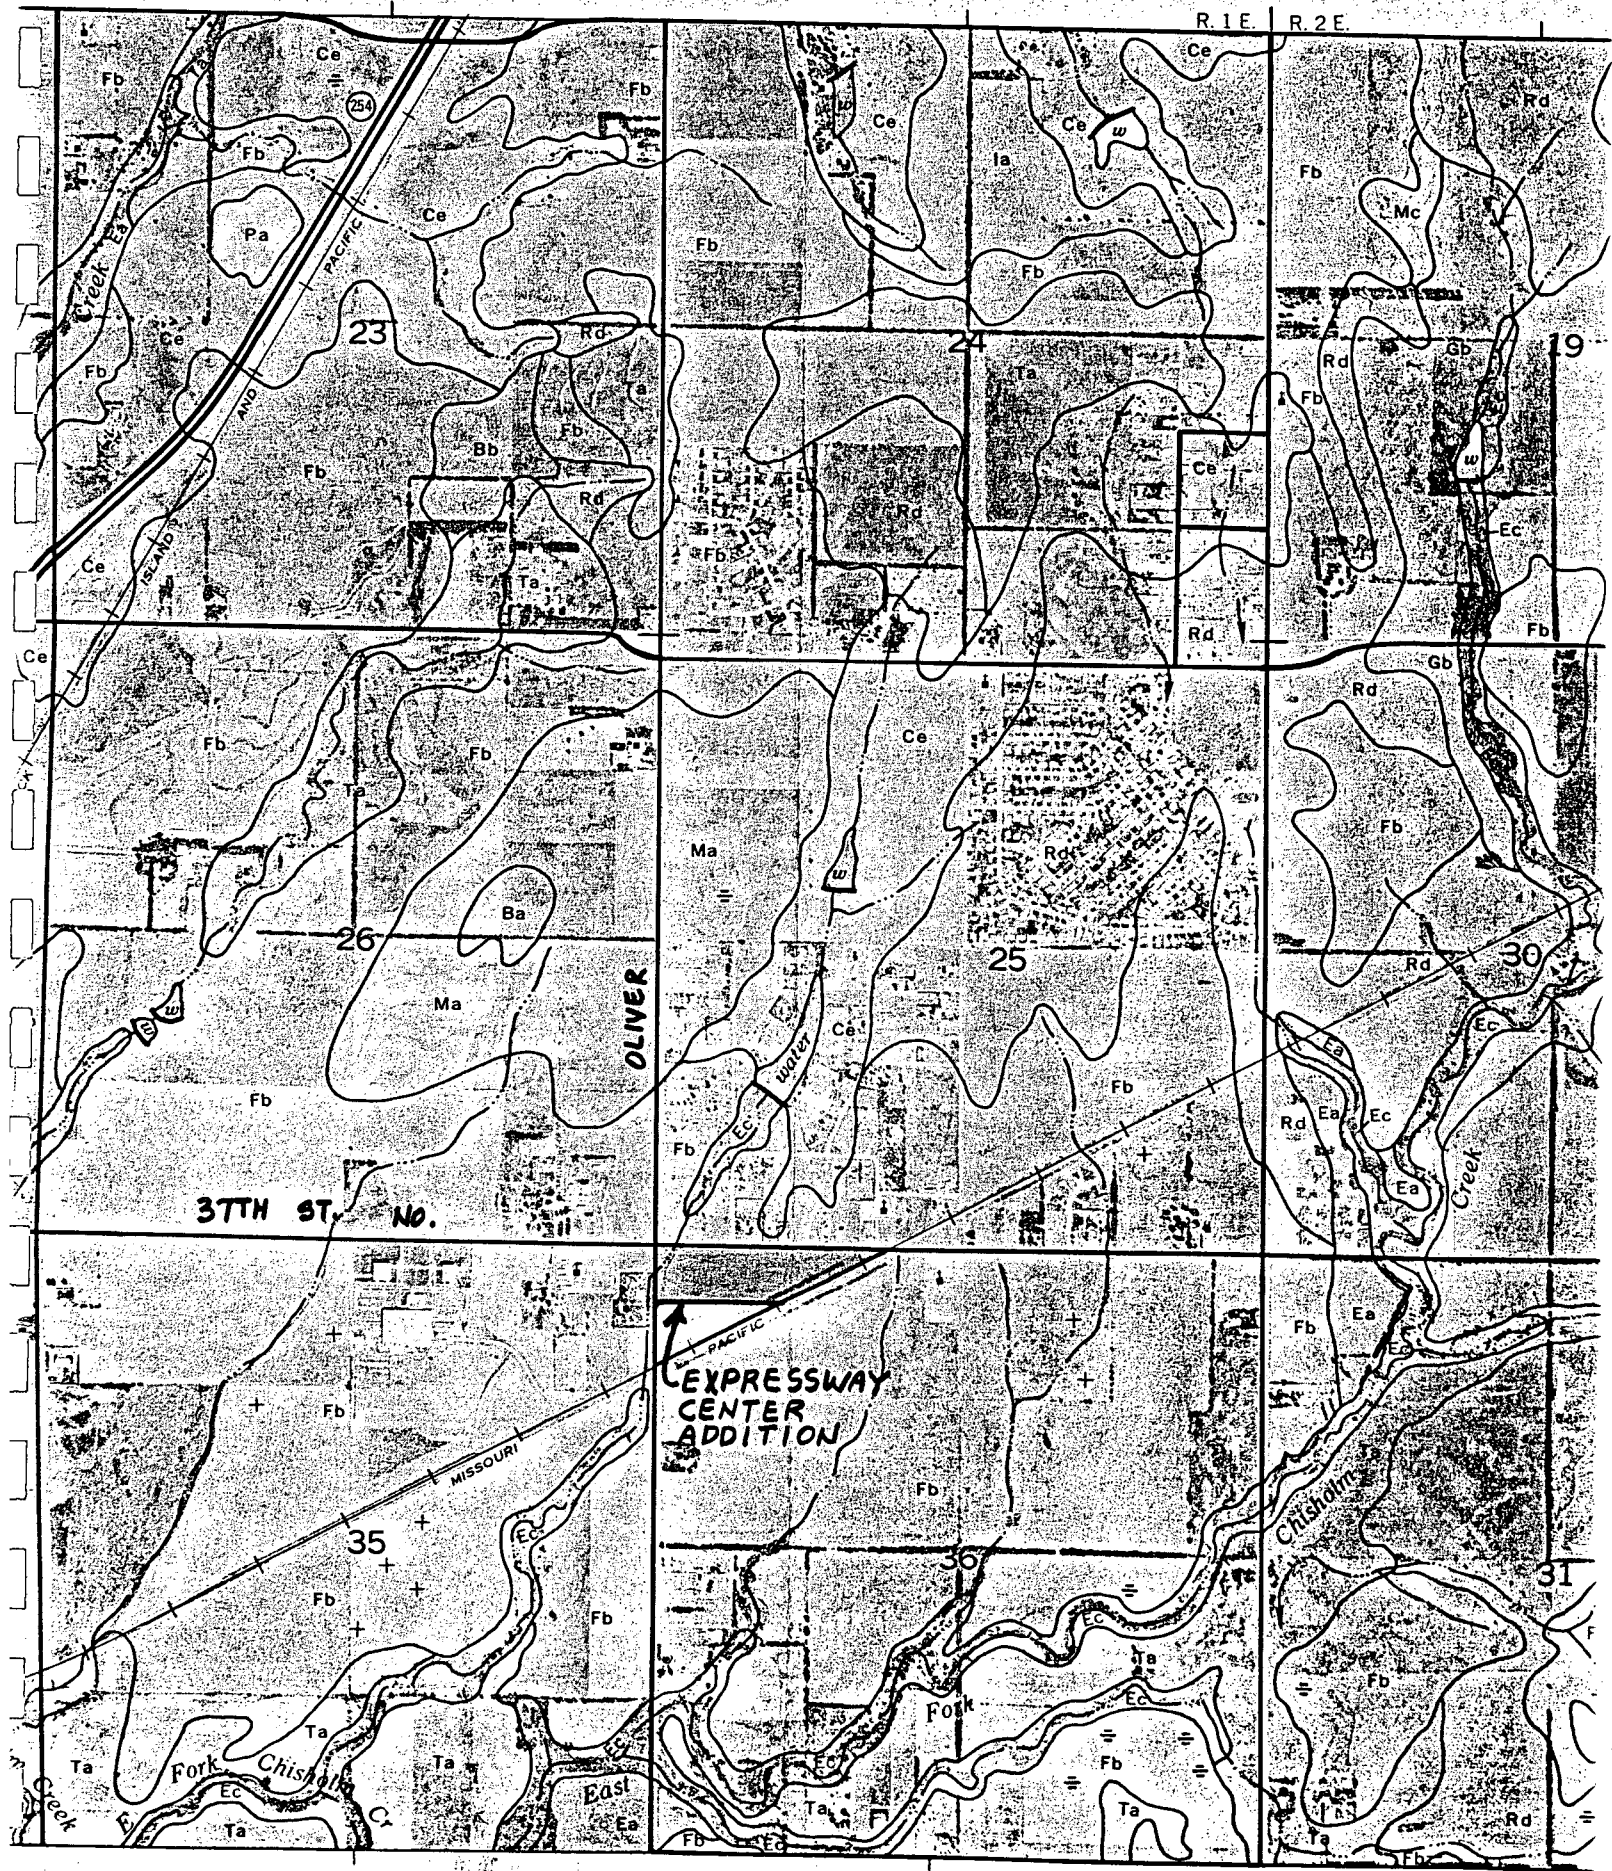 R. 1 E. R. 2 E.
Fb Ta Ce 254 Fb Ce w Ce w Ce Rd
Fb Ia Fb
Ea Pa Ce Mc
PACIFIC Fb Fb
Creek
Ce 23 Rd 24 Rd Gb 19
Fb AND Ta Ta Fb
Fb Bb Fb Ce w
Rd Rd
Fb Ec
Ce ISLAND Ta Rd Fb
Ce Gb
Rd
Fb Fb Ce
Ta Fb
Ma w Rd
Ba
26 25 Rd 30
OLIVER
w w Ma Ce Ec
water Ea
Fb Fb Ea Ec
Ec Rd
Fb Ea Creek
37TH ST. NO.
Fb Ea
PACIFIC Ec
EXPRESSWAY
CENTER
ADDITION
Fb
MISSOURI Fb
Ec Chisholm
35 36 31
Fb Fb Ec
Ta
Ec Fb
Ta Fork
Ta Fork Chisholm Cr Ta Ec Ec Fb
Creek E. Ec East Ta Ta
Ta Ea Rd
Fb Ec Ta Fb